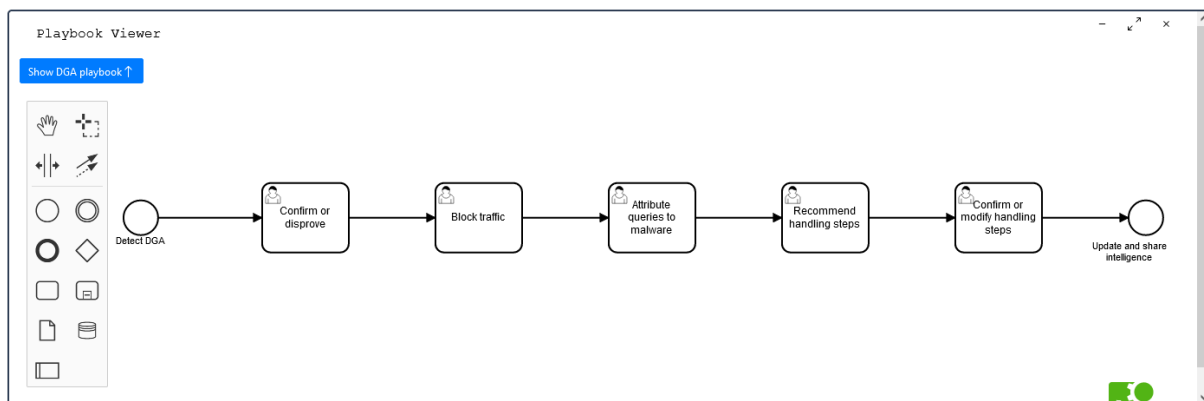 Playbook Viewer
Show DGA playbook↑
Detect DGA
Confirm or
disprove
Block traffic
Attribute
queries to
malware
Recommend
handling steps
Confirm or
modify handling
steps
Update and share
intelligence